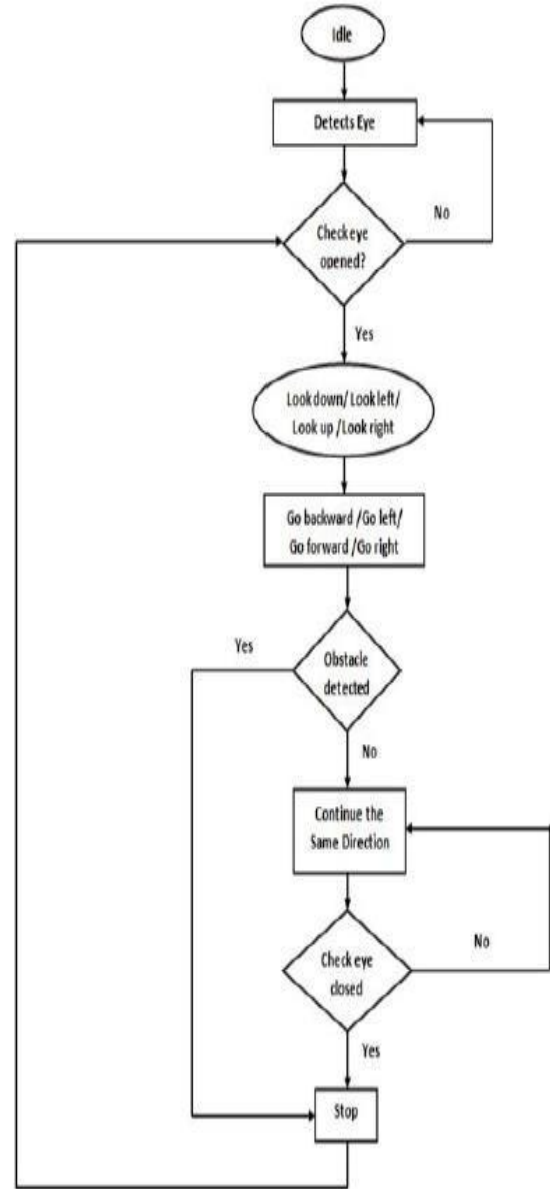 Idle
Detects Eye
No
Check eye
opened?
Yes
Look down/ Look left/
Look up /Look right
Go backward /Go left/
Go forward /Go right
Yes
Obstacle
detected
No
Continue the
Same Direction
No
Check eye
closed
Yes
Stop